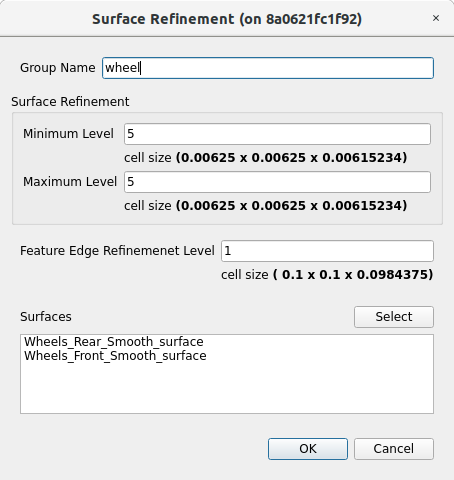 Surface Refinement (on 8a0621fc1f92)
×
Group Name wheel
Surface Refinement
Minimum Level 5
cell size (0.00625 x 0.00625 x 0.00615234)
Maximum Level 5
cell size (0.00625 x 0.00625 x 0.00615234)
Feature Edge Refinemenet Level 1
cell size ( 0.1 x 0.1 x 0.0984375)
Surfaces Select
Wheels_Rear_Smooth_surface
Wheels_Front_Smooth_surface
OK Cancel